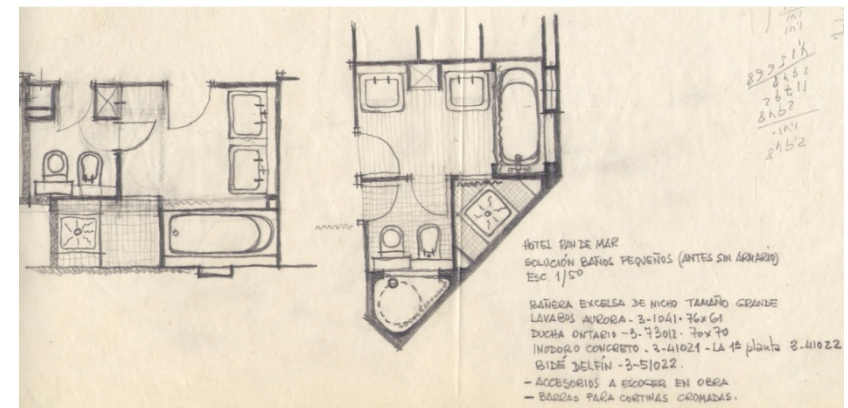 HOTEL PAN DE MAR
SOLUCIÓN BAÑOS PEQUEÑOS (ANTES SIN ARMARIO)
ESC. 1/50
BAÑERA EXCELSA DE NICHO TAMAÑO GRANDE
LAVABOS AURORA - 3-1041 · 76x61
DUCHA ONTARIO - 3-73012 · 70x70
INODORO CONCRETO - 3-41021 - LA 1ª planta 3-41022
BIDÉ DELFÍN - 3-51022.
- ACCESORIOS A ESCOGER EN OBRA
- BARRAS PARA CORTINAS CROMADAS.